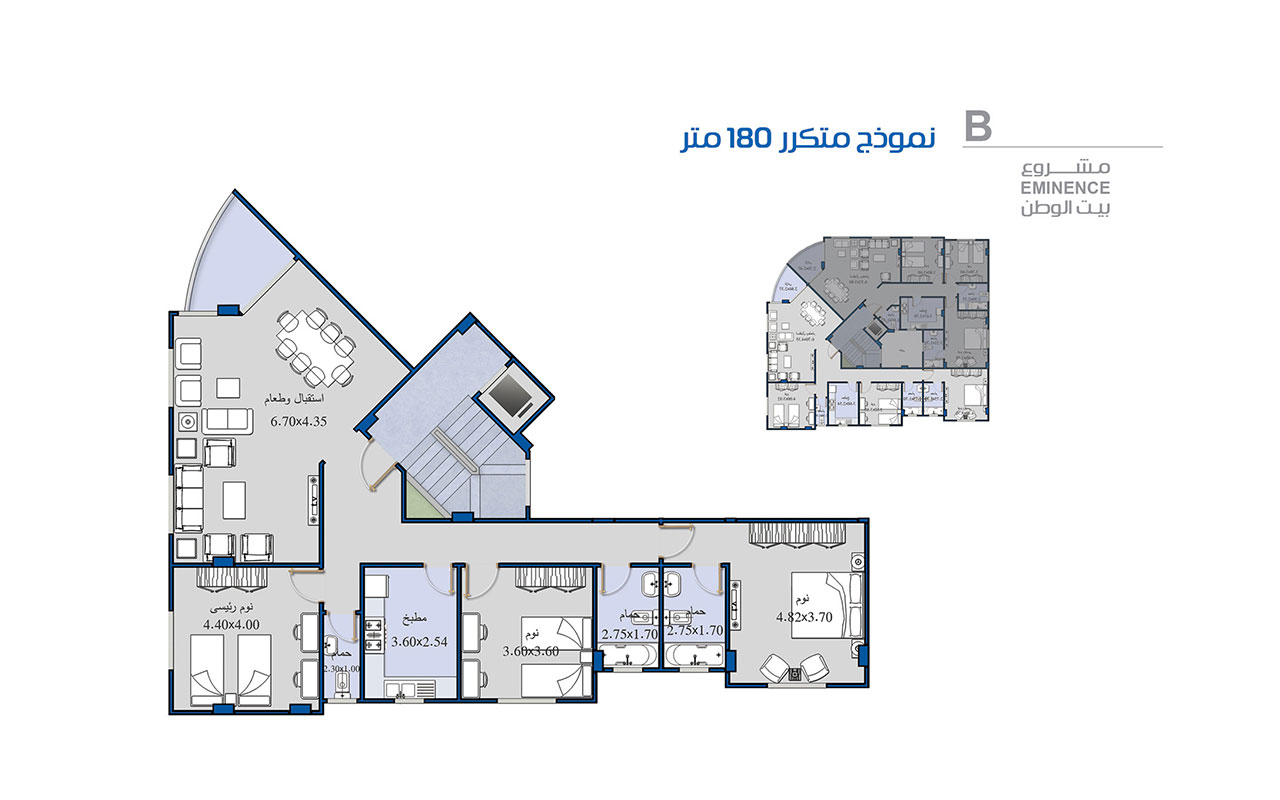 B
نموذج متكرر 180 متر
مشروع
EMINENCE
بيت الوطن
استقبال وطعام
6.70x4.35
T.V
نوم رئيسى
4.40x4.00
حمام
2.30x1.00
مطبخ
3.60x2.54
نوم
3.60x3.60
حمام
2.75x1.70
حمام
2.75x1.70
T.V
نوم
4.82x3.70